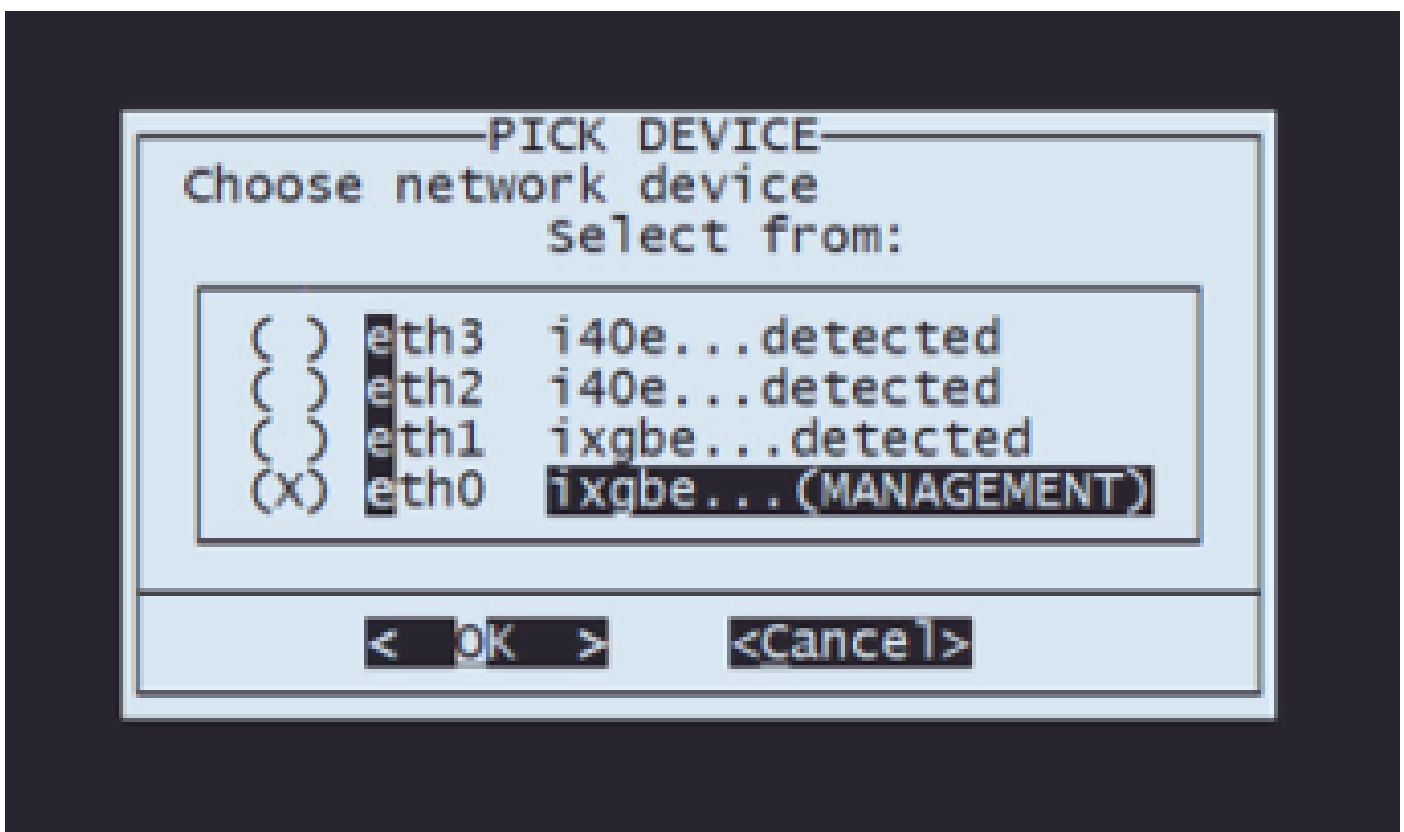 PICK DEVICE
Choose network device
Select from:
( ) eth3 i40e...detected
( ) eth2 i40e...detected
( ) eth1 ixgbe...detected
(X) eth0 ixgbe...(MANAGEMENT)
< OK > <Cancel>